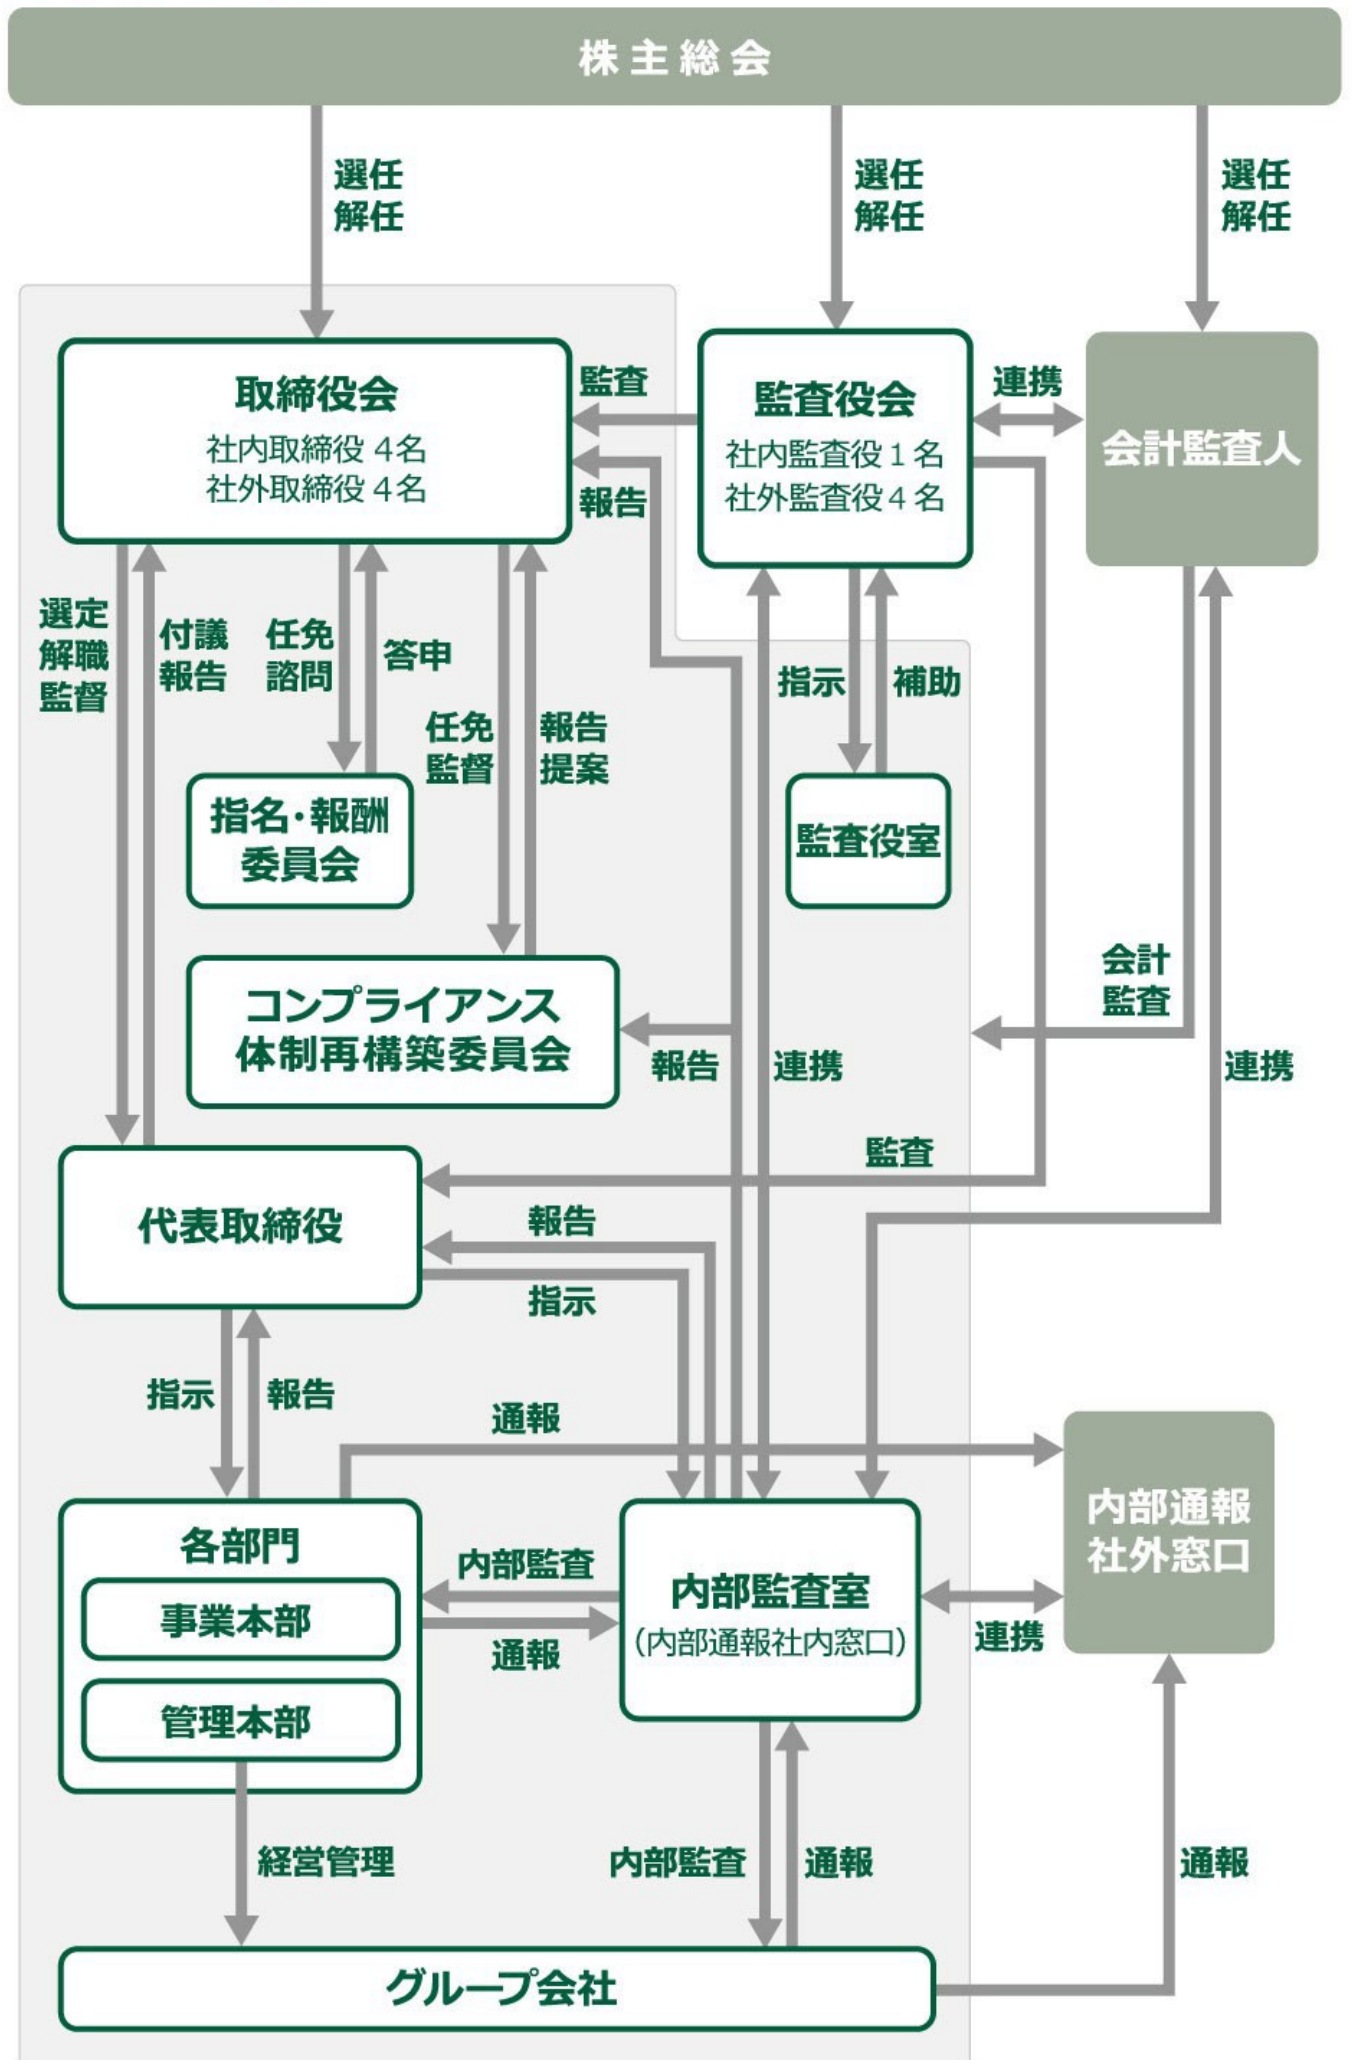 株主総会
選任
解任
選任
解任
選任
解任
取締役会
社内取締役 4名
社外取締役 4名
監査
報告
監査役会
社内監査役 1 名
社外監査役 4 名
連携
会計監査人
選定
解職
監督
付議
報告
任免
諮問
答申
任免
監督
報告
提案
指示
補助
指名・報酬
委員会
監査役室
コンプライアンス
体制再構築委員会
報告
連携
会計
監査
連携
監査
代表取締役
報告
指示
指示
報告
通報
各部門
事業本部
管理本部
内部監査
通報
内部監査室
（内部通報社内窓口）
連携
内部通報
社外窓口
経営管理
内部監査
通報
通報
グループ会社